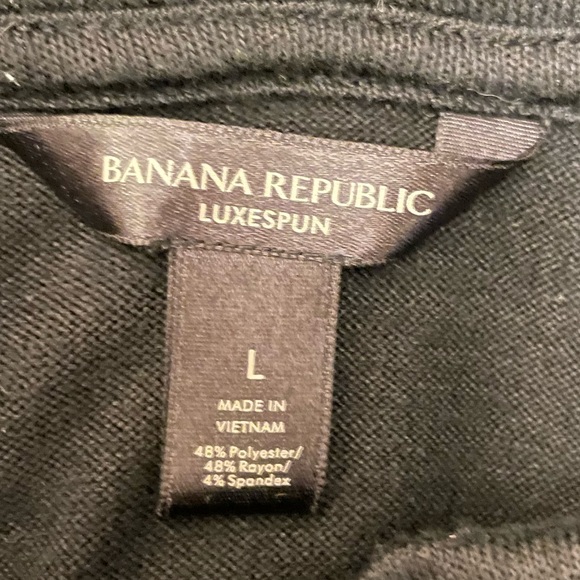 BANANA REPUBLIC
LUXESPUN
L
MADE IN
VIETNAM
48% Polyester/
48% Rayon/
4% Spandex